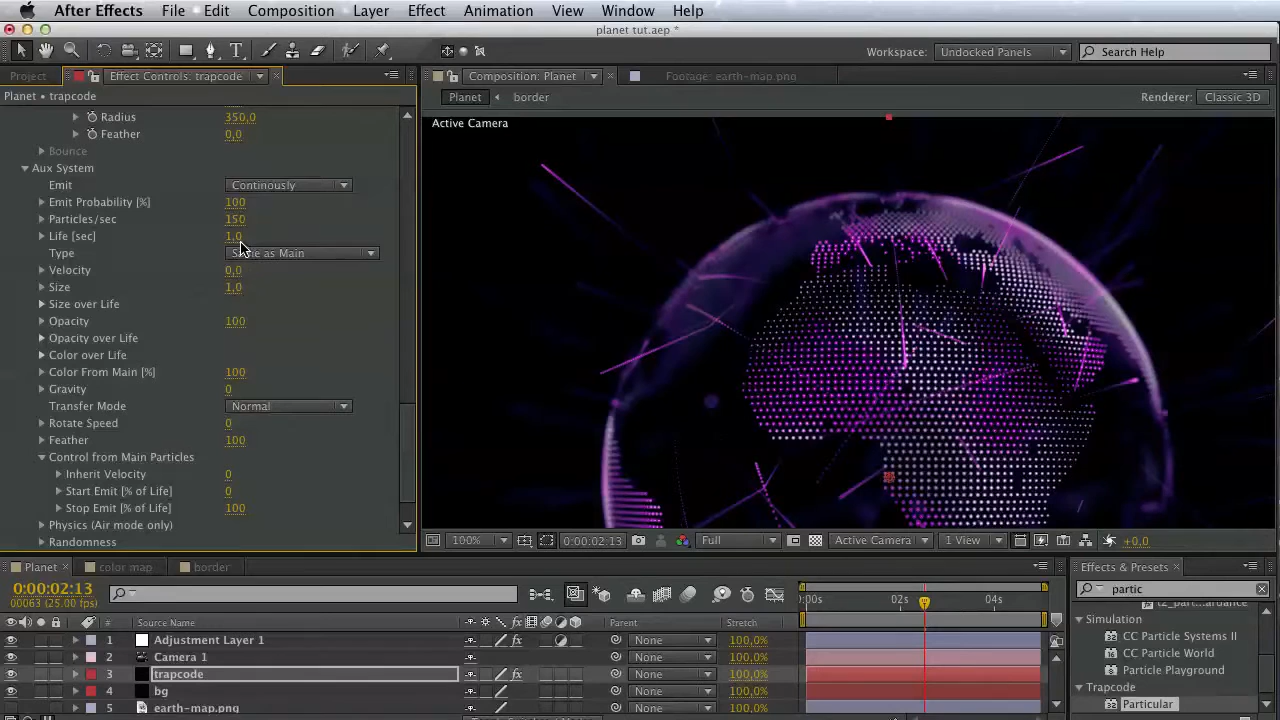 After Effects File Edit Composition Layer Effect Animation View Window Help
planet tut.aep *
Workspace: Undocked Panels Search Help
Project Effect Controls: trapcode Composition: Planet Footage: earth-map.png
Planet • trapcode Planet border Renderer: Classic 3D
Radius 350,0
Active Camera
Feather 0,0
Bounce
Aux System
Emit Continously
Emit Probability [%] 100
Particles/sec 150
Life [sec] 1,0
Type as Main
Velocity 0,0
Size 1,0
Size over Life
Opacity 100
Opacity over Life
Color over Life
Color From Main [%] 100
Gravity 0
Transfer Mode Normal
Rotate Speed 0
Feather 100
Control from Main Particles
Inherit Velocity 0
Start Emit [% of Life] 0
Stop Emit [% of Life] 100
Physics (Air mode only)
Randomness
100% 0:00:02:13 Full Active Camera 1 View +0,0
Planet color map border Effects & Presets
0:00:02:13
00063 (25.00 fps)
partic
:00s 02s 04s
# Source Name Parent Stretch
Simulation
CC Particle Systems II
1 Adjustment Layer 1 fx None 100,0%
CC Particle World
2 Camera 1 None 100,0%
Particle Playground
3 trapcode fx None 100,0%
Trapcode
4 bg None 100,0%
Particular
5 earth-map.png None 100,0%